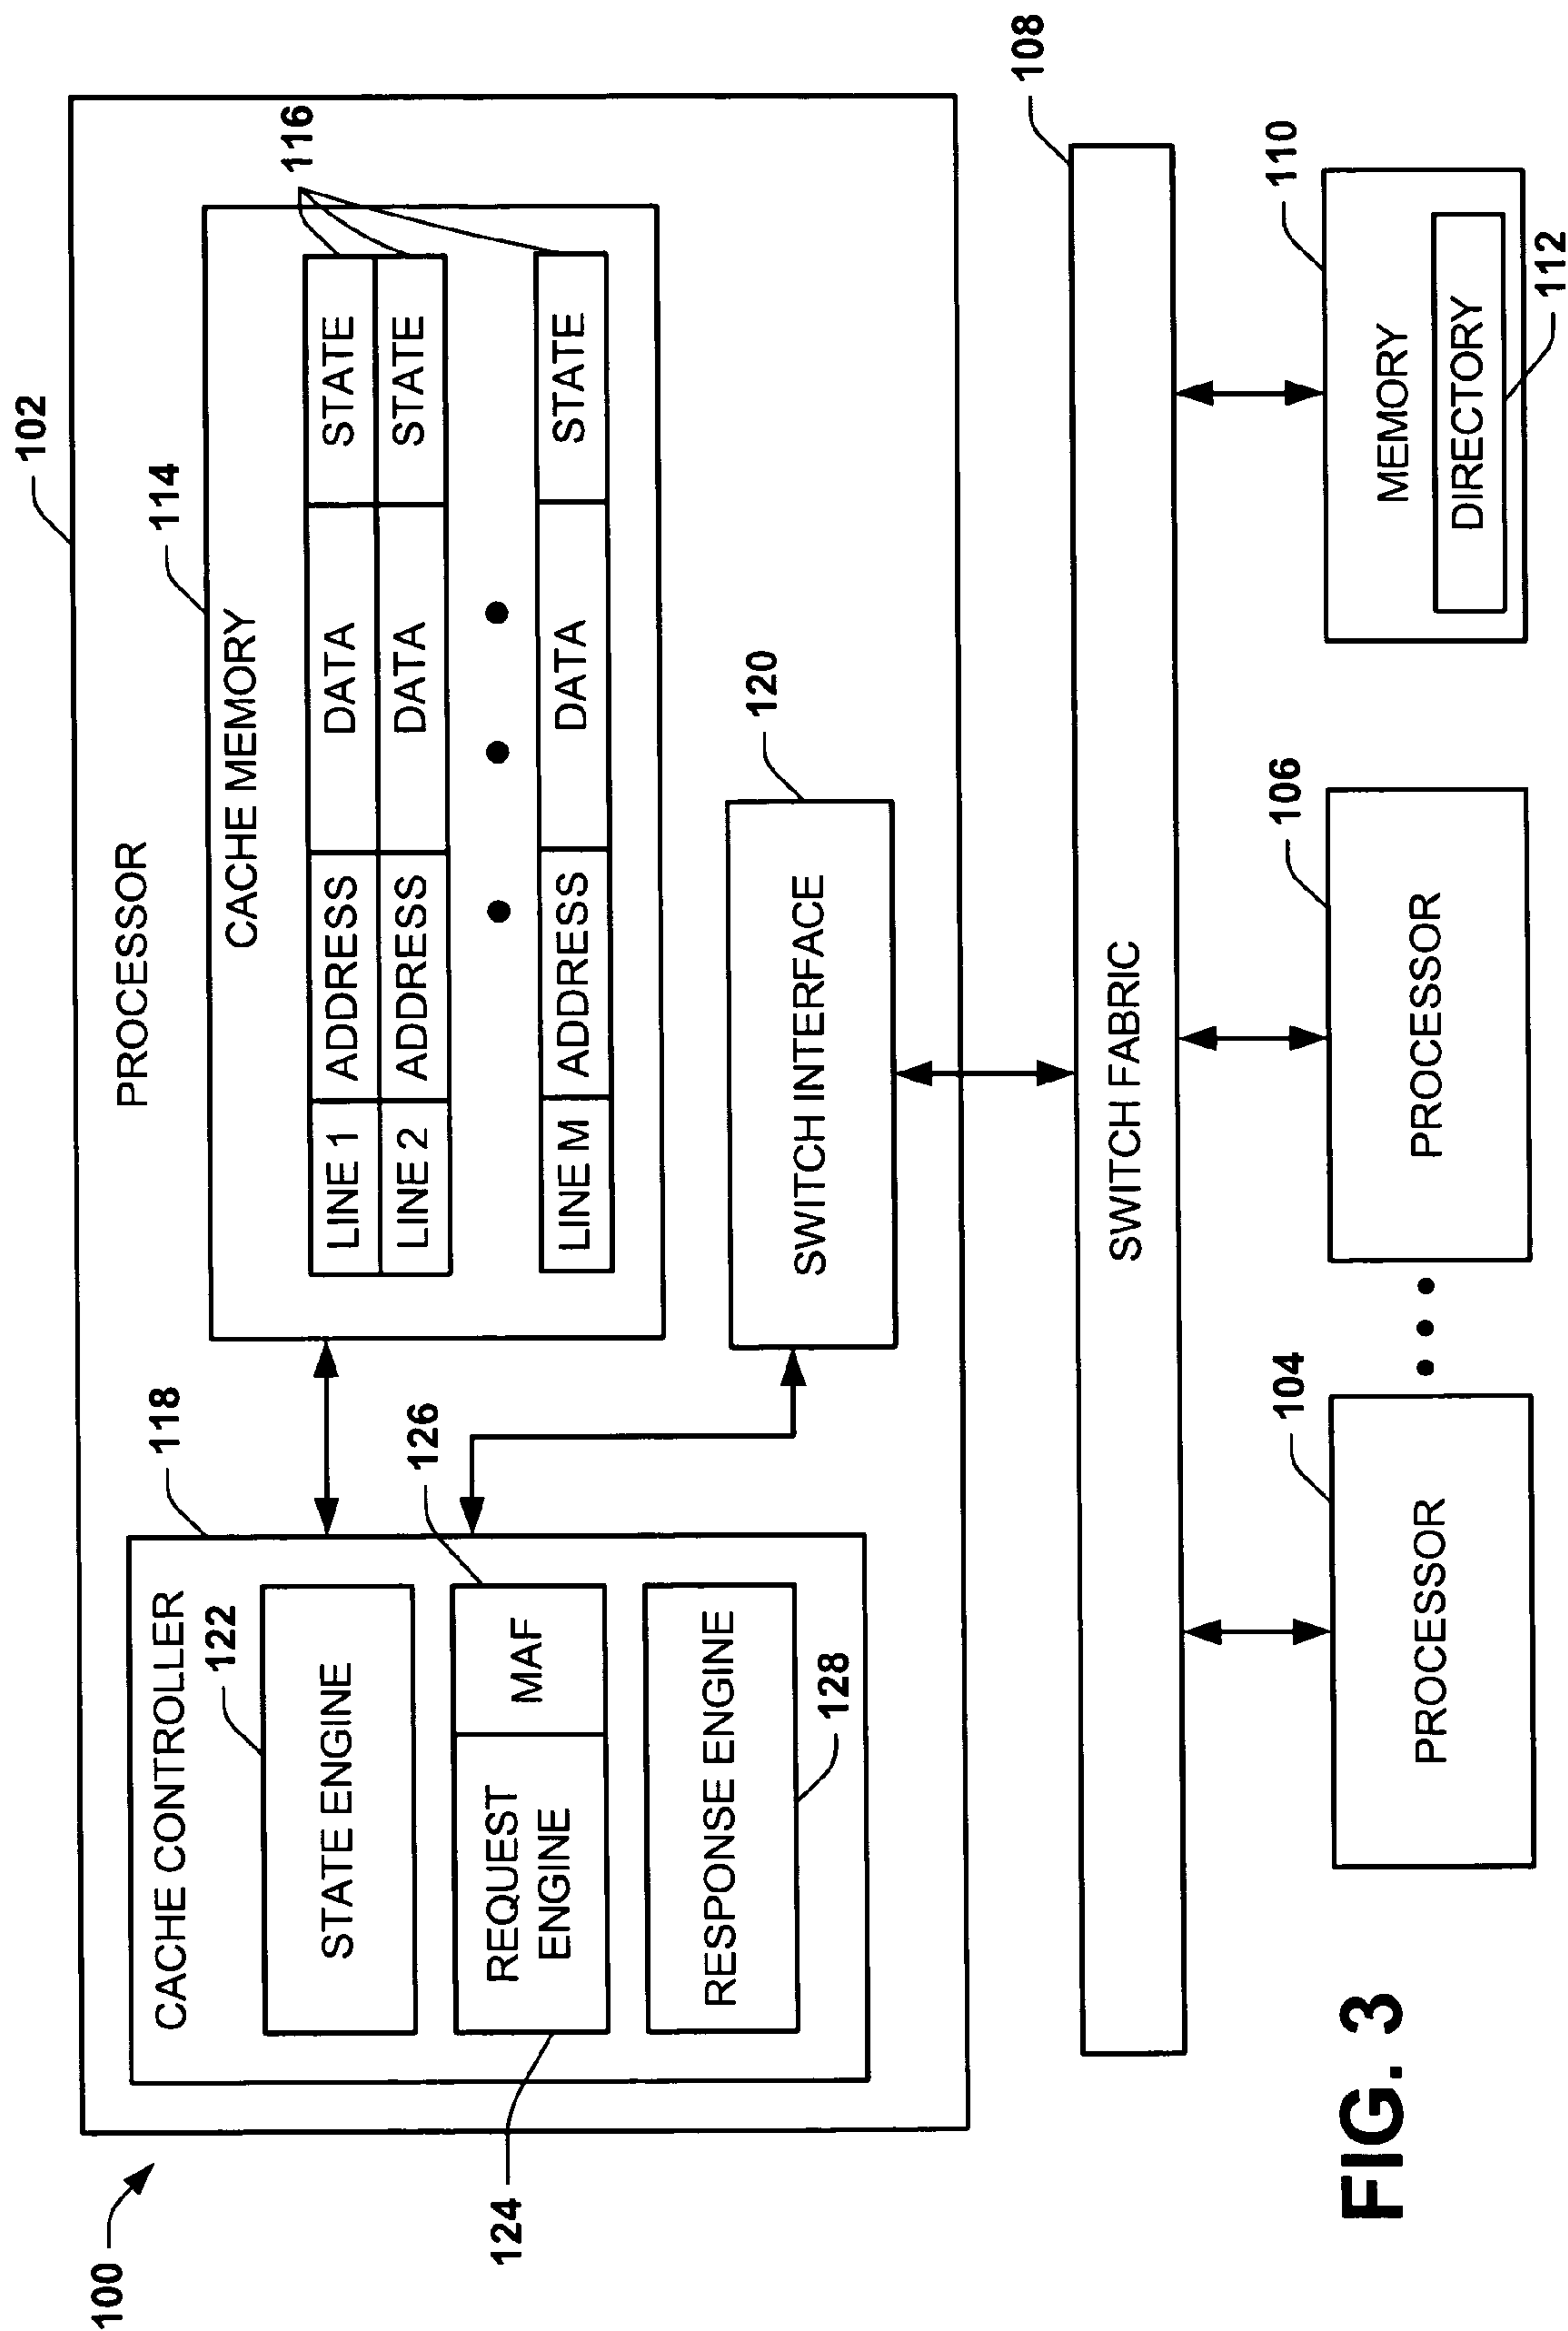 100
102
PROCESSOR
118
CACHE CONTROLLER
122
STATE ENGINE
REQUEST
ENGINE
MAF
126
124
RESPONSE ENGINE
128
114
CACHE MEMORY
116
LINE 1 ADDRESS DATA STATE
LINE 2 ADDRESS DATA STATE
LINE M ADDRESS DATA STATE
120
SWITCH INTERFACE
108
SWITCH FABRIC
104
PROCESSOR
106
PROCESSOR
110
MEMORY
DIRECTORY
112
FIG. 3